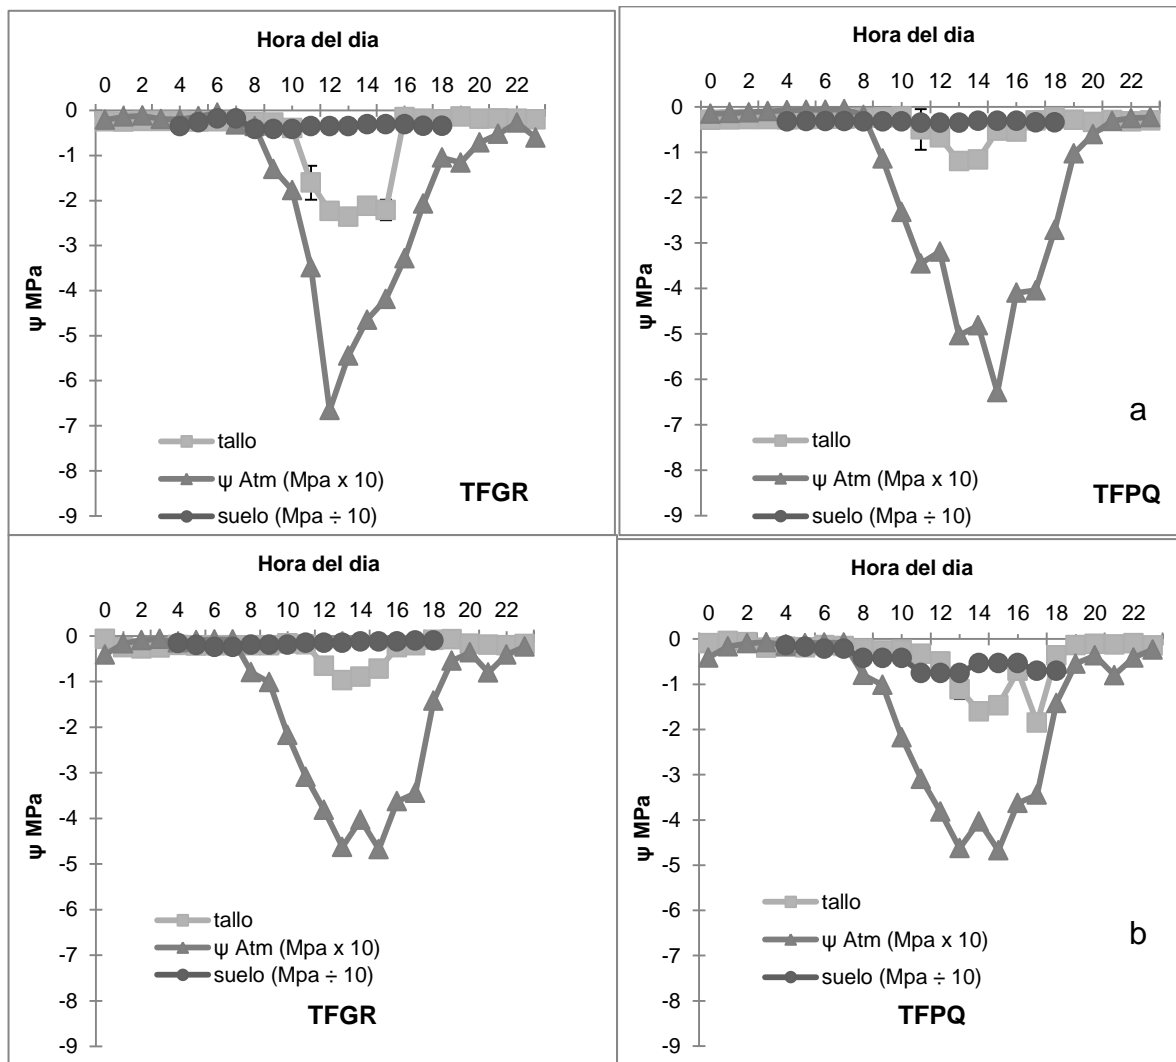 Hora del dia
0 2 4 6 8 10 12 14 16 18 20 22
0
-1
-2
-3
-4
-5
-6
-7
-8
-9
ψ MPa
tallo
ψ Atm (Mpa x 10)
suelo (Mpa ÷ 10)
TFGR
Hora del dia
0 2 4 6 8 10 12 14 16 18 20 22
0
-1
-2
-3
-4
-5
-6
-7
-8
-9
ψ MPa
tallo
ψ Atm (Mpa x 10)
suelo (Mpa ÷ 10)
a
TFPQ
Hora del dia
0 2 4 6 8 10 12 14 16 18 20 22
0
-1
-2
-3
-4
-5
-6
-7
-8
-9
ψ MPa
tallo
ψ Atm (Mpa x 10)
suelo (Mpa ÷ 10)
TFGR
Hora del dia
0 2 4 6 8 10 12 14 16 18 20 22
0
-1
-2
-3
-4
-5
-6
-7
-8
-9
ψ MPa
tallo
ψ Atm (Mpa x 10)
suelo (Mpa ÷ 10)
b
TFPQ